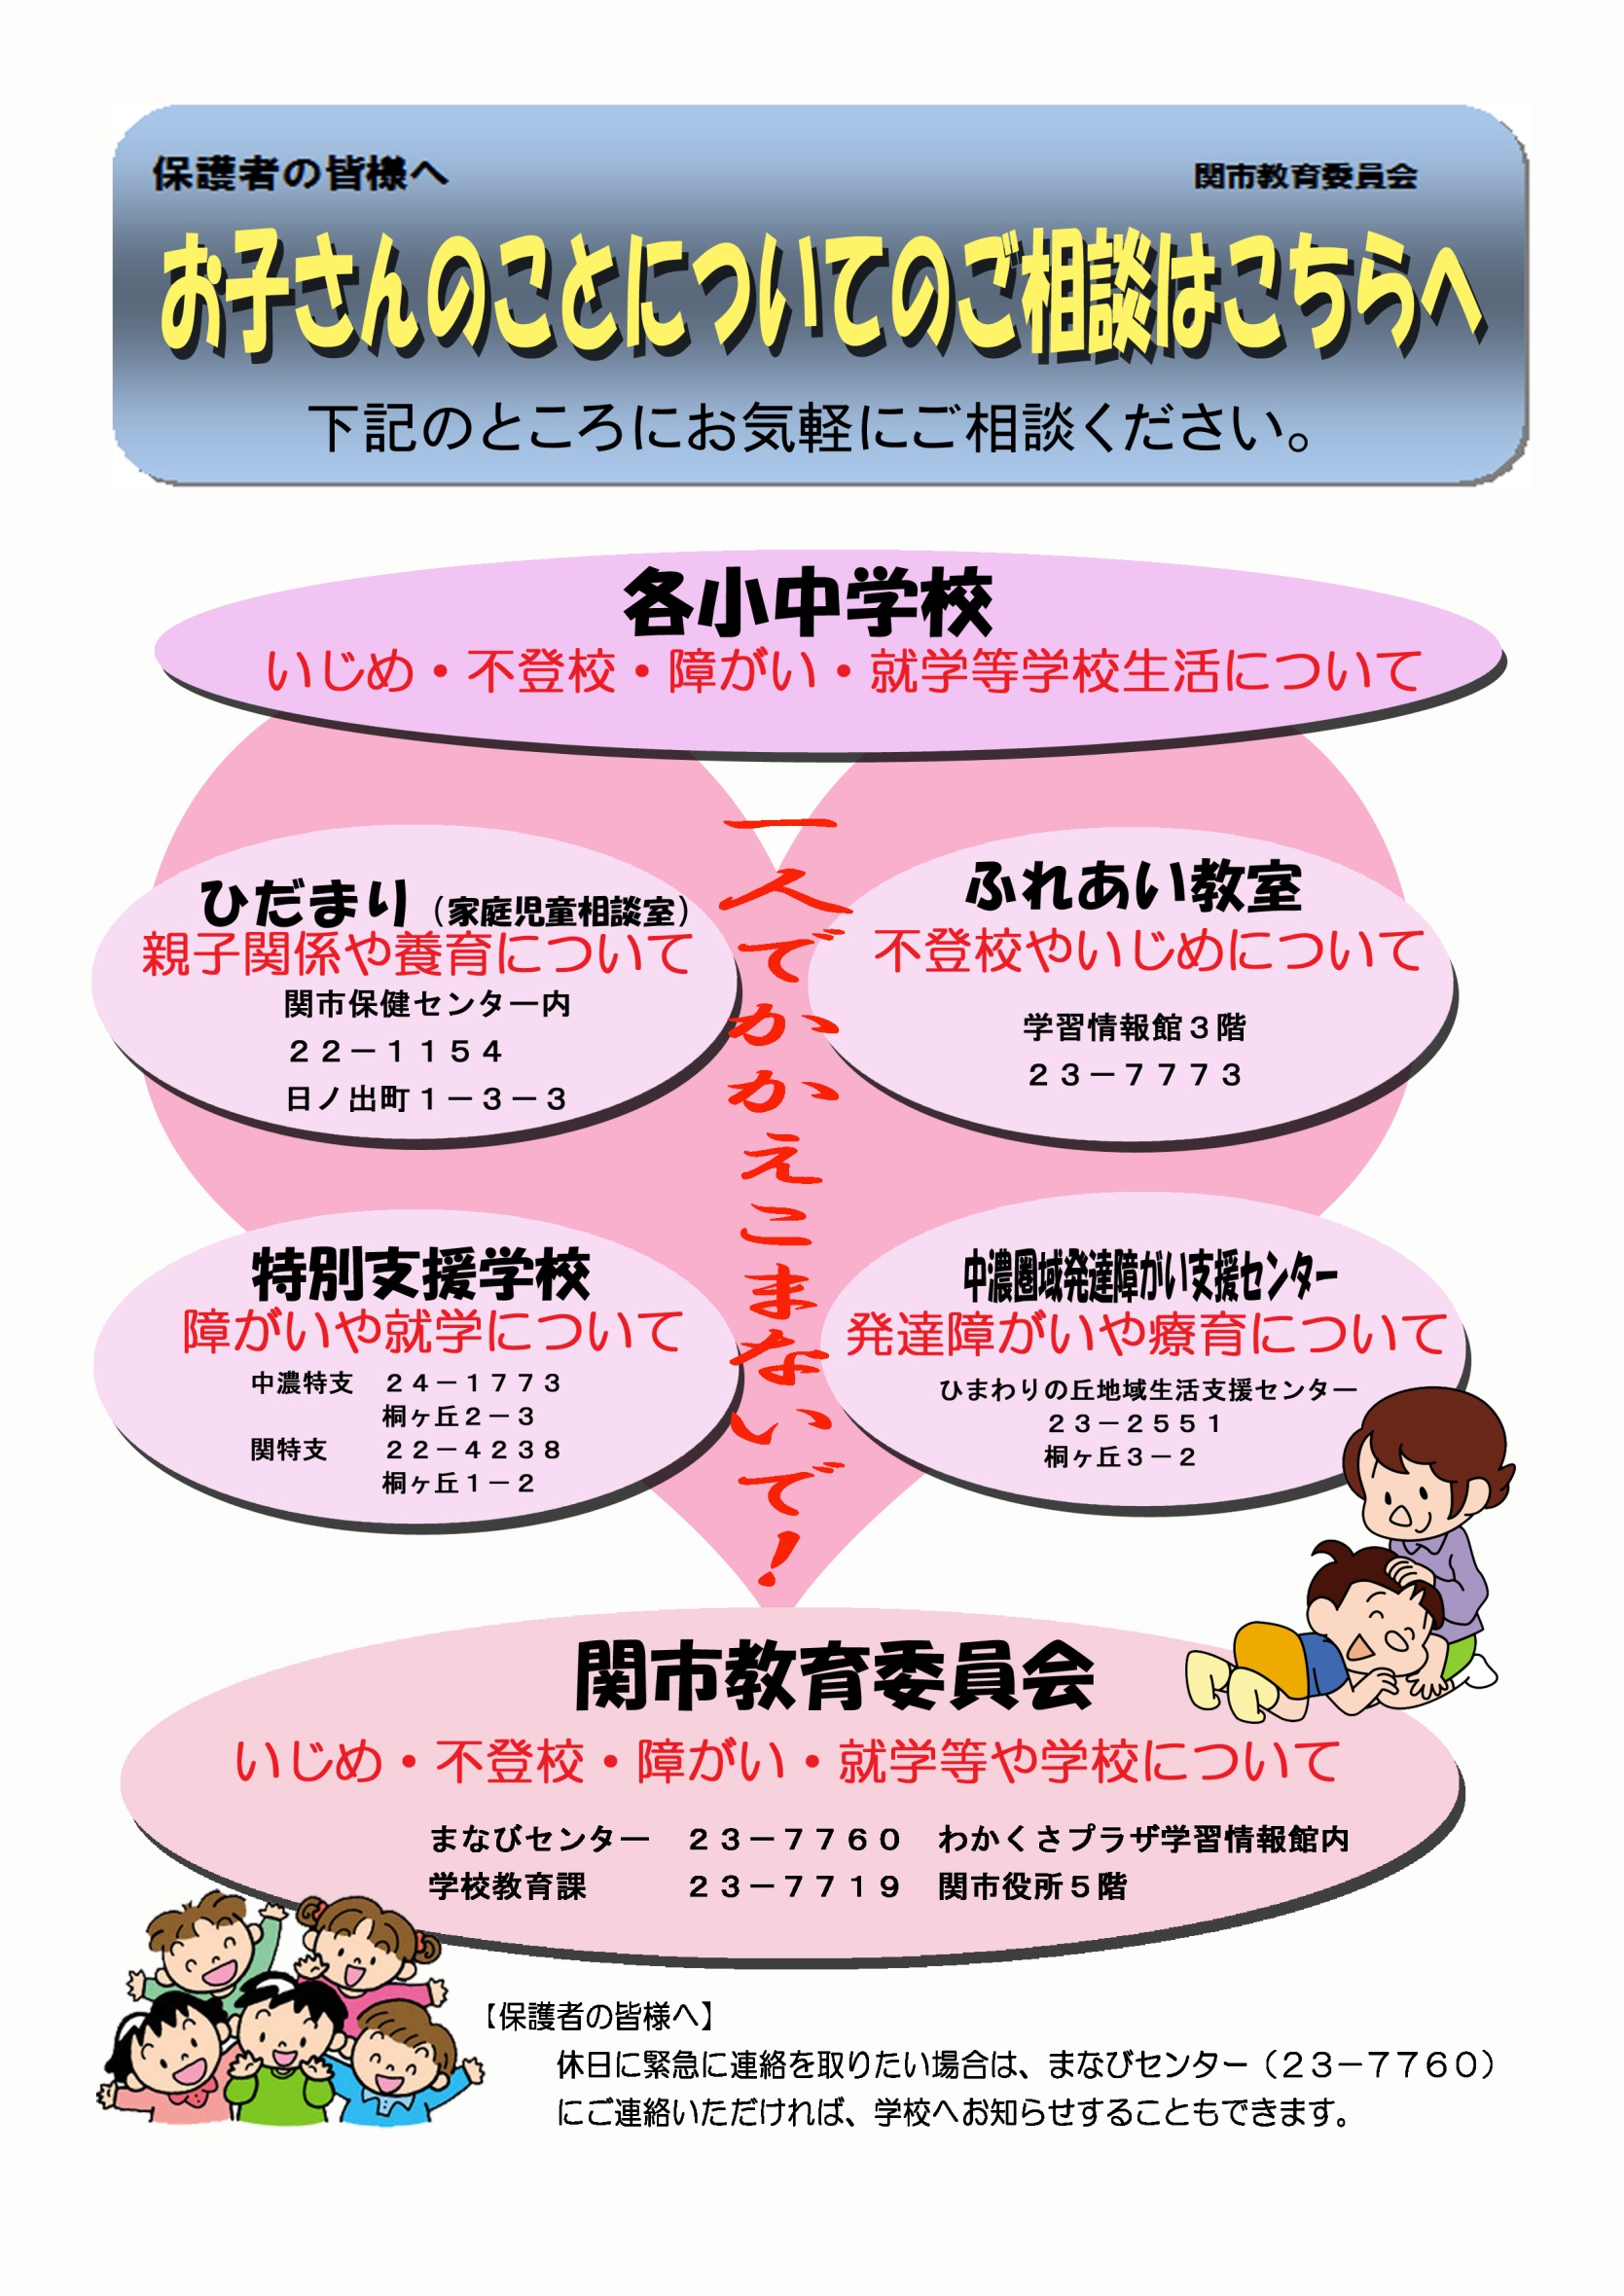 保護者の皆様へ
関市教育委員会
お子さんのことについてのご相談はこちらへ
下記のところにお気軽にご相談ください。
各小中学校
いじめ・不登校・障がい・就学等学校生活について
一人でかかえこまないで！
ひだまり（家庭児童相談室）
親子関係や養育について
関市保健センター内
２２－１１５４
日ノ出町１－３－３
ふれあい教室
不登校やいじめについて
学習情報館３階
２３－７７７３
特別支援学校
障がいや就学について
中濃特支　２４－１７７３
桐ヶ丘２－３
関特支　２２－４２３８
桐ヶ丘１－２
中濃圏域発達障がい支援センター
発達障がいや療育について
ひまわりの丘地域生活支援センター
２３－２５５１
桐ヶ丘３－２
関市教育委員会
いじめ・不登校・障がい・就学等や学校について
まなびセンター　２３－７７６０　わかくさプラザ学習情報館内
学校教育課　２３－７７１９　関市役所５階
【保護者の皆様へ】
休日に緊急に連絡を取りたい場合は、まなびセンター（２３－７７６０）
にご連絡いただければ、学校へお知らせすることもできます。